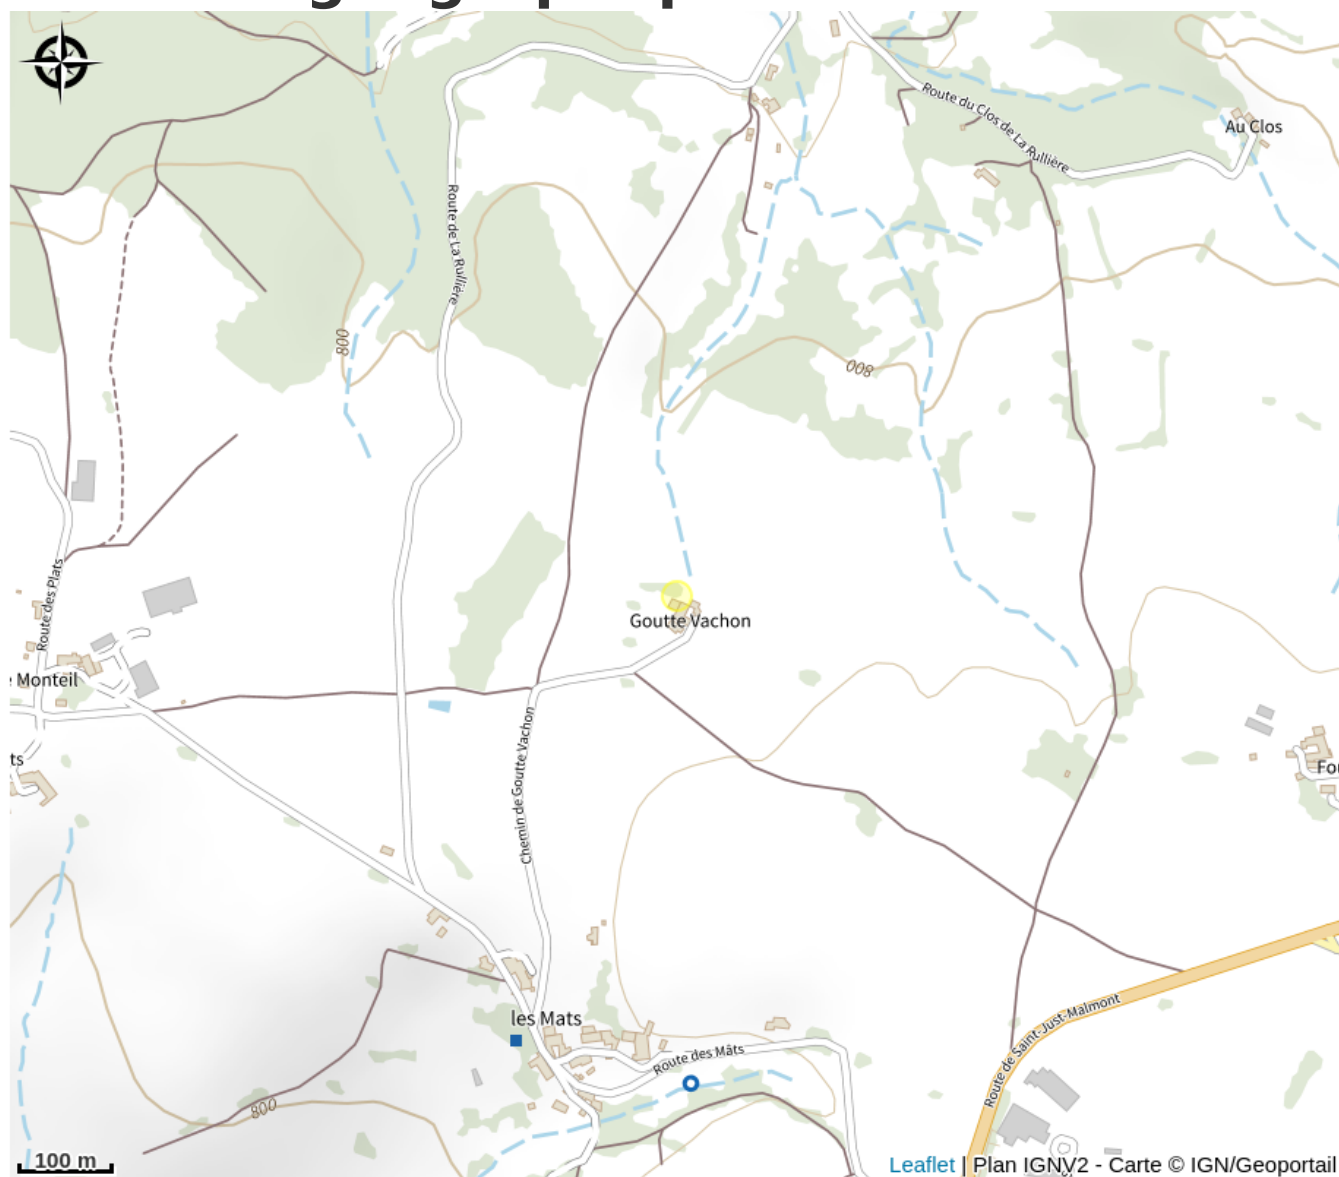 Route du Clos de La Rullière
Au Clos
Route de La Rullière
800
800
Route des Plats
Goutte Vachon
Monteil
ts
Chemin de Goutte Vachon
Fou
les Mats
Route des Mâts
Route de Saint-Just-Malmont
800
100 m
Leaflet | Plan IGNV2 - Carte © IGN/Geoportail